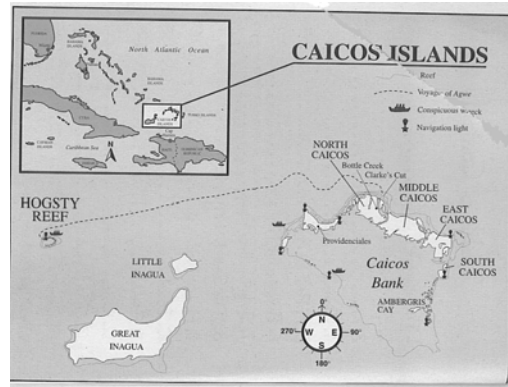 North Atlantic Ocean
CUBA
Caribbean Sea
N
CAICOS ISLANDS
Reef
Voyage of Agwe
Conspicuous wreck
Navigation light
NORTH
CAICOS
Bottle Creek
Clarke's Cut
MIDDLE
CAICOS
EAST
CAICOS
HOGSTY
REEF
Providenciales
LITTLE
INAGUA
Caicos
Bank
SOUTH
CAICOS
AMBERGRIS
CAY
GREAT
INAGUA
0°
N
270°
W
E
90°
S
180°